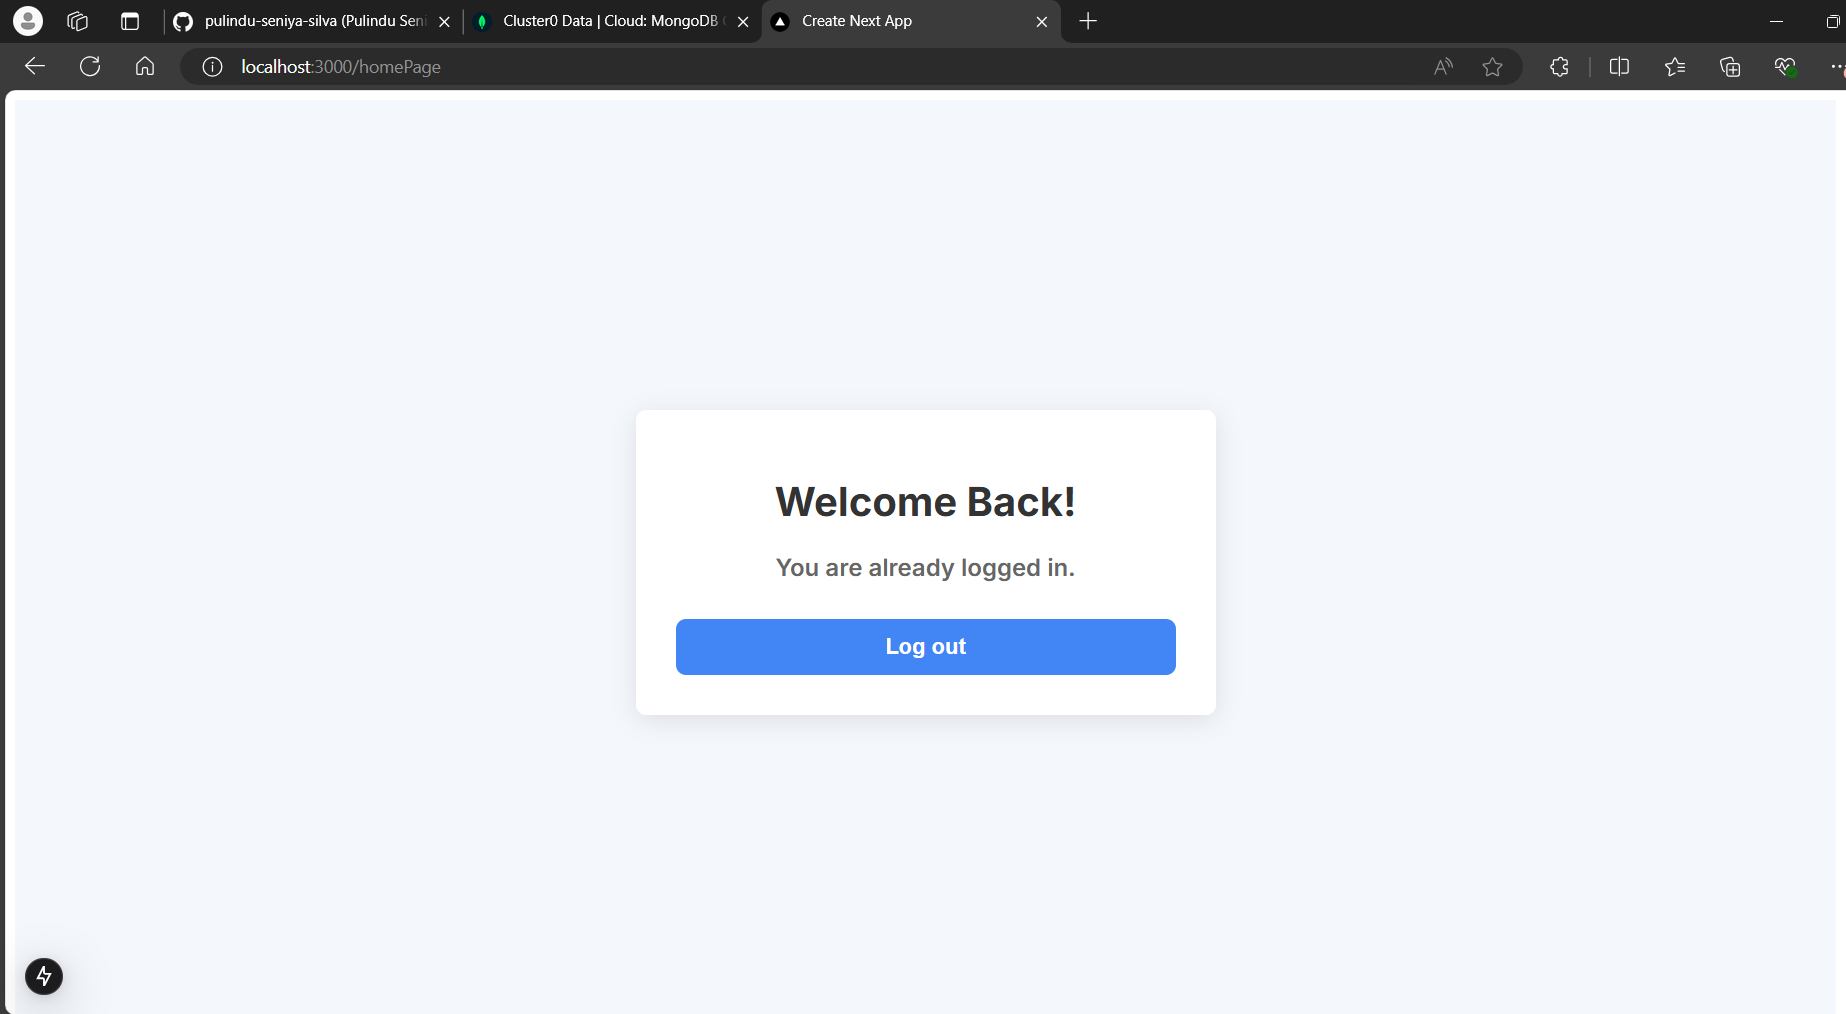 pulindu-seniya-silva (Pulindu Seni
Cluster0 Data | Cloud: MongoDB
Create Next App
localhost:3000/homePage
Welcome Back!
You are already logged in.
Log out